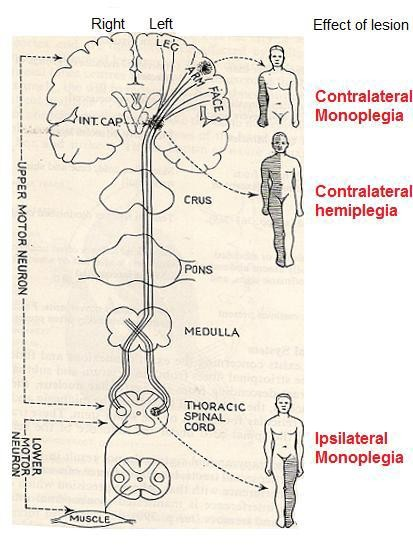 Right Left Effect of lesion
LEG
ARM
FACE
INT.CAP
Contralateral
Monoplegia
Contralateral
hemiplegia
CRUS
UPPER MOTOR NEURON
PONS
MEDULLA
THORACIC
SPINAL
CORD
Ipsilateral
Monoplegia
LOWER
MOTOR
NEURON
MUSCLE